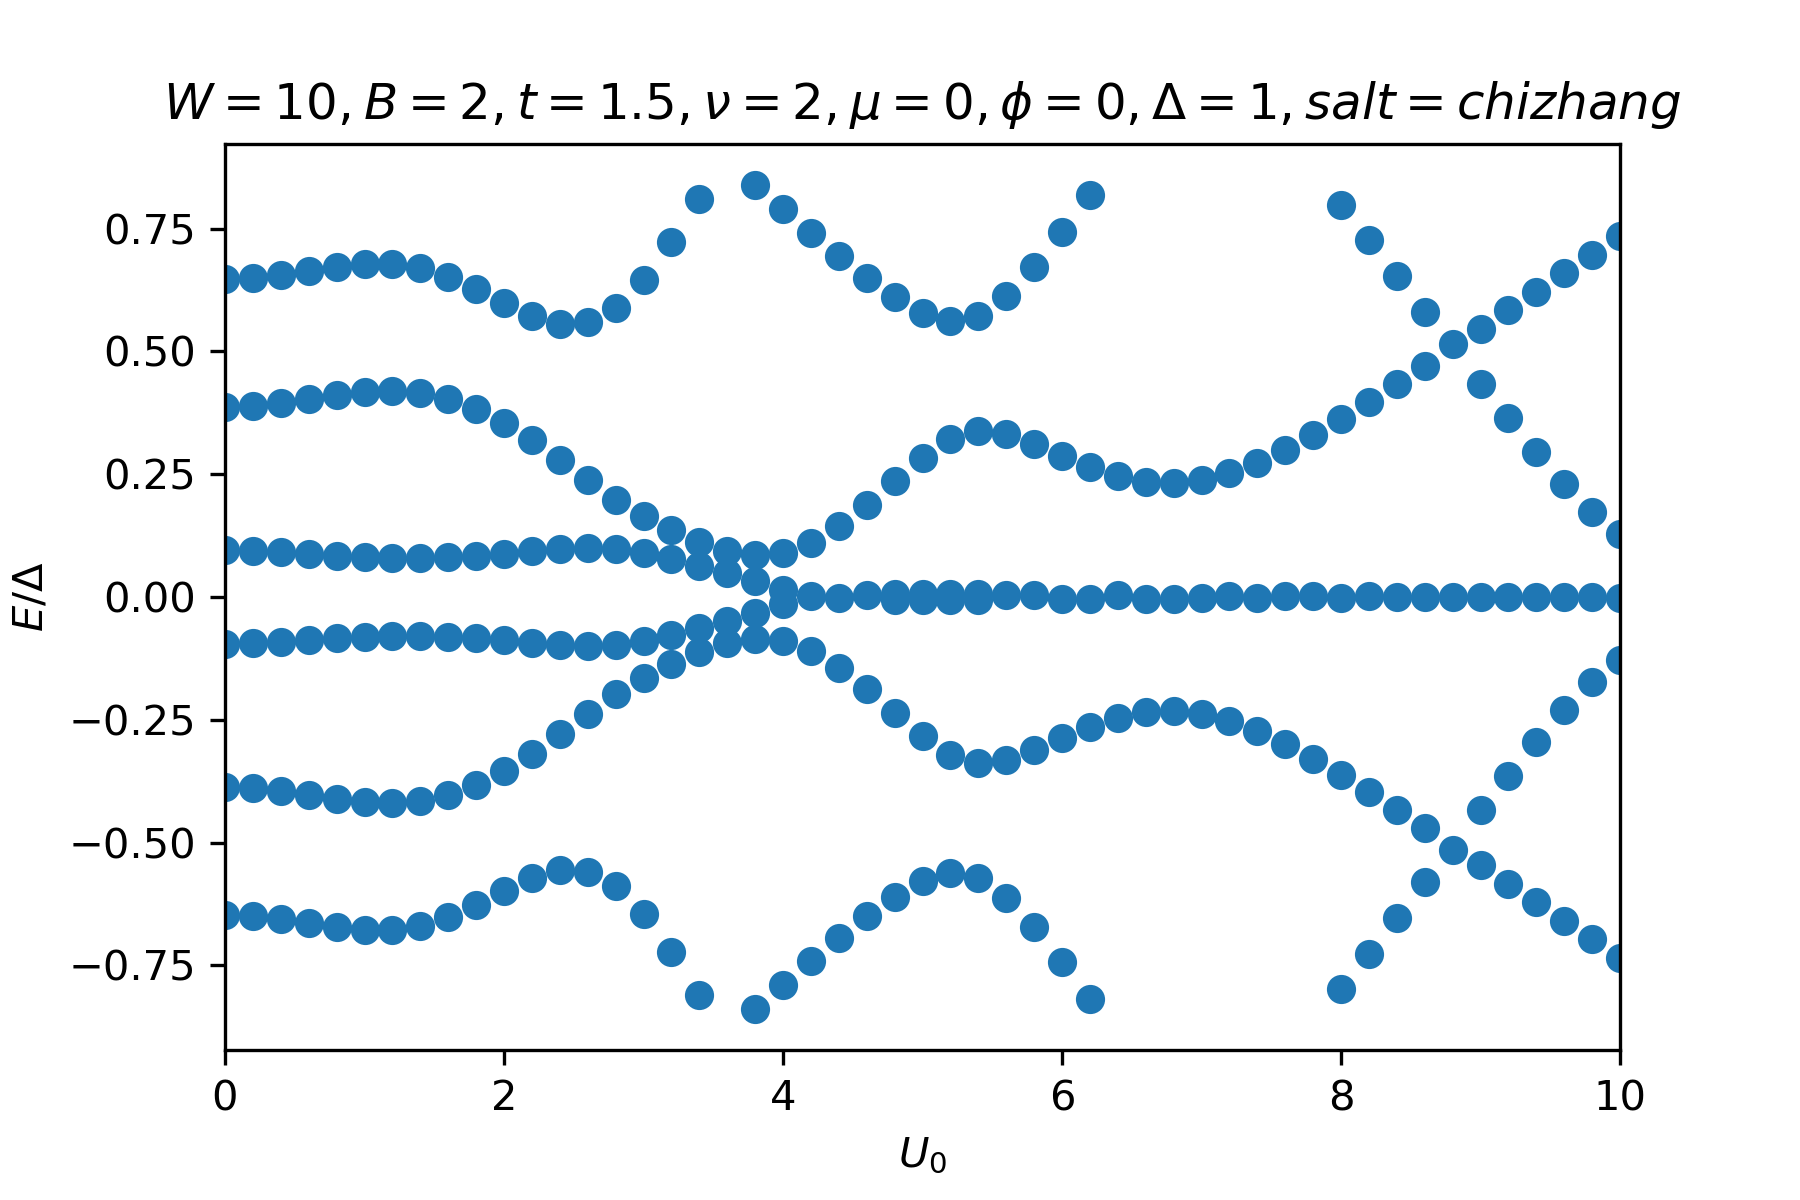 W = 10, B = 2, t = 1.5, ν = 2, μ = 0, ϕ = 0, Δ = 1, salt = chizhang
0.75
0.50
0.25
0.00
−0.25
−0.50
−0.75
E/Δ
0 2 4 6 8 10
U₀